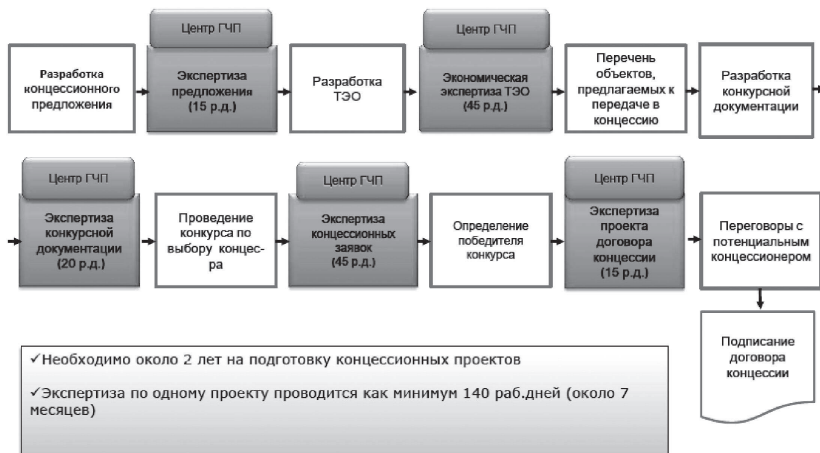 Центр ГЧП
Центр ГЧП
Разработка
концессионного
предложения
Экспертиза
предложения
(15 р.д.)
Разработка
ТЭО
Экономическая
экспертиза ТЭО
(45 р.д.)
Перечень
объектов,
предлагаемых к
передаче в
концессию
Разработка
конкурсной
документации
Центр ГЧП
Центр ГЧП
Центр ГЧП
Экспертиза
конкурсной
документации
(20 р.д.)
Проведение
конкурса по
выбору концес-
ра
Экспертиза
концессионных
заявок
(45 р.д.)
Определение
победителя
конкурса
Экспертиза
проекта
договора
концессии
(15 р.д.)
Переговоры с
потенциальным
концессионером
Подписание
договора
концессии
✓Необходимо около 2 лет на подготовку концессионных проектов
✓Экспертиза по одному проекту проводится как минимум 140 раб.дней (около 7
месяцев)